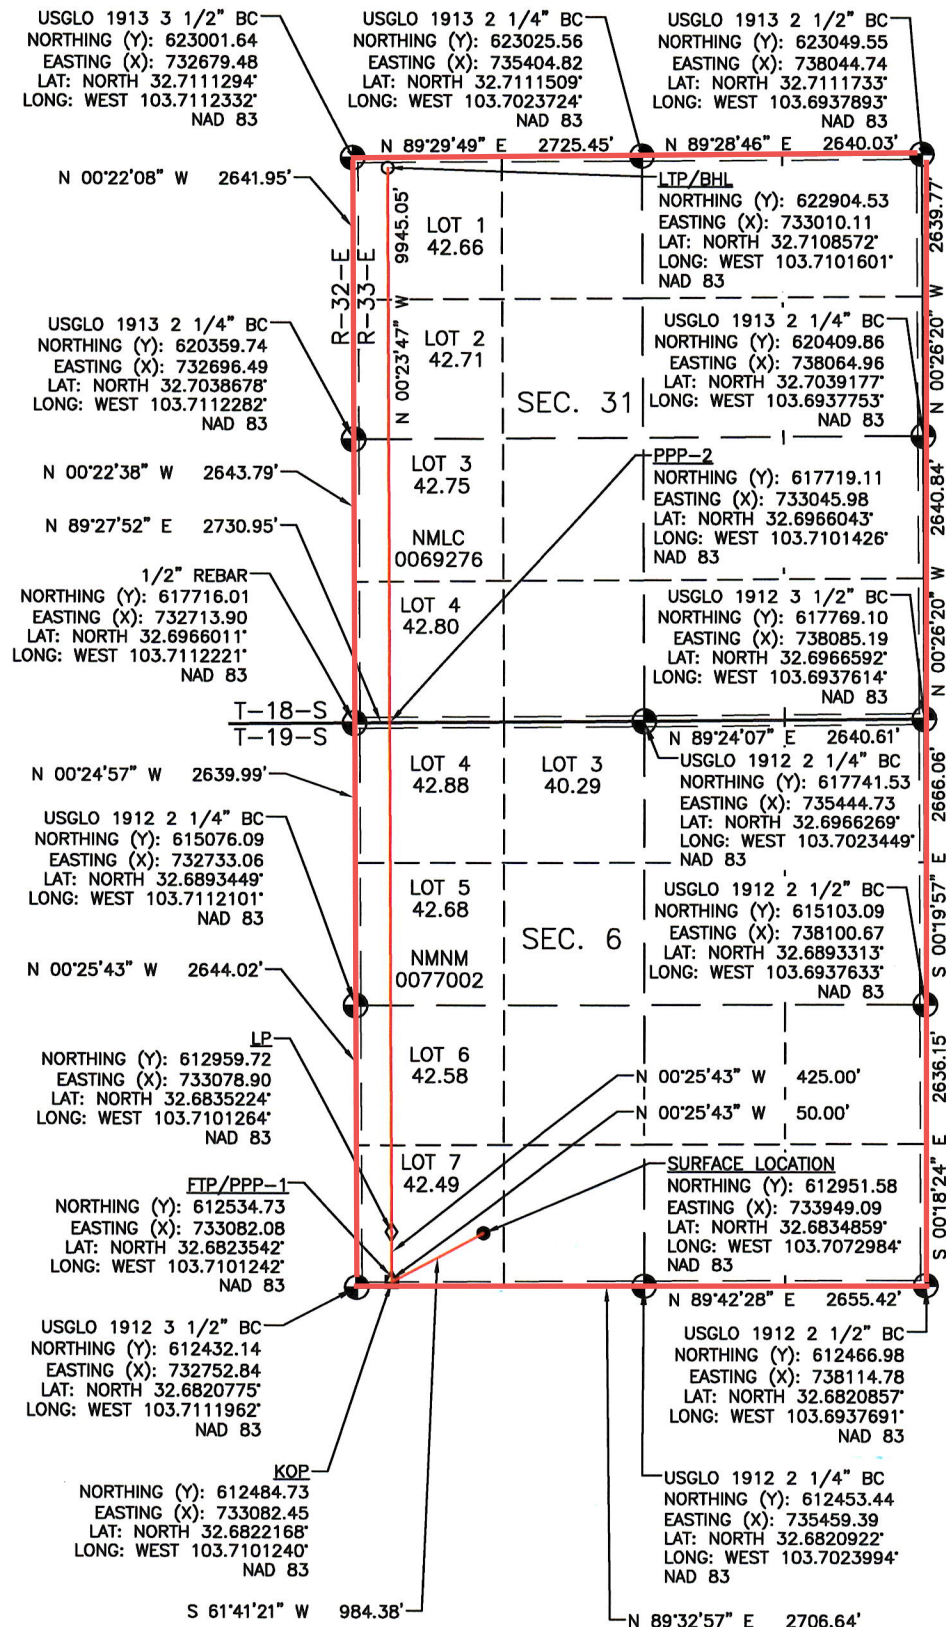 USGLO 1913 3 1/2" BC
NORTHING (Y): 623001.64
EASTING (X): 732679.48
LAT: NORTH 32.7111294°
LONG: WEST 103.7112332°
NAD 83
USGLO 1913 2 1/4" BC
NORTHING (Y): 623025.56
EASTING (X): 735404.82
LAT: NORTH 32.7111509°
LONG: WEST 103.7023724°
NAD 83
USGLO 1913 2 1/2" BC
NORTHING (Y): 623049.55
EASTING (X): 738044.74
LAT: NORTH 32.7111733°
LONG: WEST 103.6937893°
NAD 83
N 89°29'49" E 2725.45'
N 89°28'46" E 2640.03'
N 00°22'08" W 2641.95'
LTP/BHL
NORTHING (Y): 622904.53
EASTING (X): 733010.11
LAT: NORTH 32.7108572°
LONG: WEST 103.7101601°
NAD 83
LOT 1
42.66
R-32-E
R-33-E
N 00°23'47" W 9945.05'
N 00°26'20" W 2639.77'
USGLO 1913 2 1/4" BC
NORTHING (Y): 620359.74
EASTING (X): 732696.49
LAT: NORTH 32.7038678°
LONG: WEST 103.7112282°
NAD 83
LOT 2
42.71
SEC. 31
USGLO 1913 2 1/4" BC
NORTHING (Y): 620409.86
EASTING (X): 738064.96
LAT: NORTH 32.7039177°
LONG: WEST 103.6937753°
NAD 83
N 00°22'38" W 2643.79'
N 89°27'52" E 2730.95'
LOT 3
42.75
NMLC
0069276
PPP-2
NORTHING (Y): 617719.11
EASTING (X): 733045.98
LAT: NORTH 32.6966043°
LONG: WEST 103.7101426°
NAD 83
N 00°26'20" W 2640.84'
1/2" REBAR
NORTHING (Y): 617716.01
EASTING (X): 732713.90
LAT: NORTH 32.6966011°
LONG: WEST 103.7112221°
NAD 83
LOT 4
42.80
USGLO 1912 3 1/2" BC
NORTHING (Y): 617769.10
EASTING (X): 738085.19
LAT: NORTH 32.6966592°
LONG: WEST 103.6937614°
NAD 83
T-18-S
T-19-S
N 89°24'07" E 2640.61'
USGLO 1912 2 1/4" BC
NORTHING (Y): 617741.53
EASTING (X): 735444.73
LAT: NORTH 32.6966269°
LONG: WEST 103.7023449°
NAD 83
N 00°24'57" W 2639.99'
LOT 4
42.88
LOT 3
40.29
S 00°19'57" E 2666.06'
USGLO 1912 2 1/4" BC
NORTHING (Y): 615076.09
EASTING (X): 732733.06
LAT: NORTH 32.6893449°
LONG: WEST 103.7112101°
NAD 83
LOT 5
42.68
NMNM
0077002
SEC. 6
USGLO 1912 2 1/2" BC
NORTHING (Y): 615103.09
EASTING (X): 738100.67
LAT: NORTH 32.6893313°
LONG: WEST 103.6937633°
NAD 83
N 00°25'43" W 2644.02'
LP
NORTHING (Y): 612959.72
EASTING (X): 733078.90
LAT: NORTH 32.6835224°
LONG: WEST 103.7101264°
NAD 83
LOT 6
42.58
N 00°25'43" W 425.00'
N 00°25'43" W 50.00'
S 00°18'24" E 2636.15'
FTP/PPP-1
NORTHING (Y): 612534.73
EASTING (X): 733082.08
LAT: NORTH 32.6823542°
LONG: WEST 103.7101242°
NAD 83
LOT 7
42.49
SURFACE LOCATION
NORTHING (Y): 612951.58
EASTING (X): 733949.09
LAT: NORTH 32.6834859°
LONG: WEST 103.7072984°
NAD 83
N 89°42'28" E 2655.42'
USGLO 1912 3 1/2" BC
NORTHING (Y): 612432.14
EASTING (X): 732752.84
LAT: NORTH 32.6820775°
LONG: WEST 103.7111962°
NAD 83
USGLO 1912 2 1/2" BC
NORTHING (Y): 612466.98
EASTING (X): 738114.78
LAT: NORTH 32.6820857°
LONG: WEST 103.6937691°
NAD 83
KOP
NORTHING (Y): 612484.73
EASTING (X): 733082.45
LAT: NORTH 32.6822168°
LONG: WEST 103.7101240°
NAD 83
USGLO 1912 2 1/4" BC
NORTHING (Y): 612453.44
EASTING (X): 735459.39
LAT: NORTH 32.6820922°
LONG: WEST 103.7023994°
NAD 83
S 61°41'21" W 984.38'
N 89°32'57" E 2706.64'